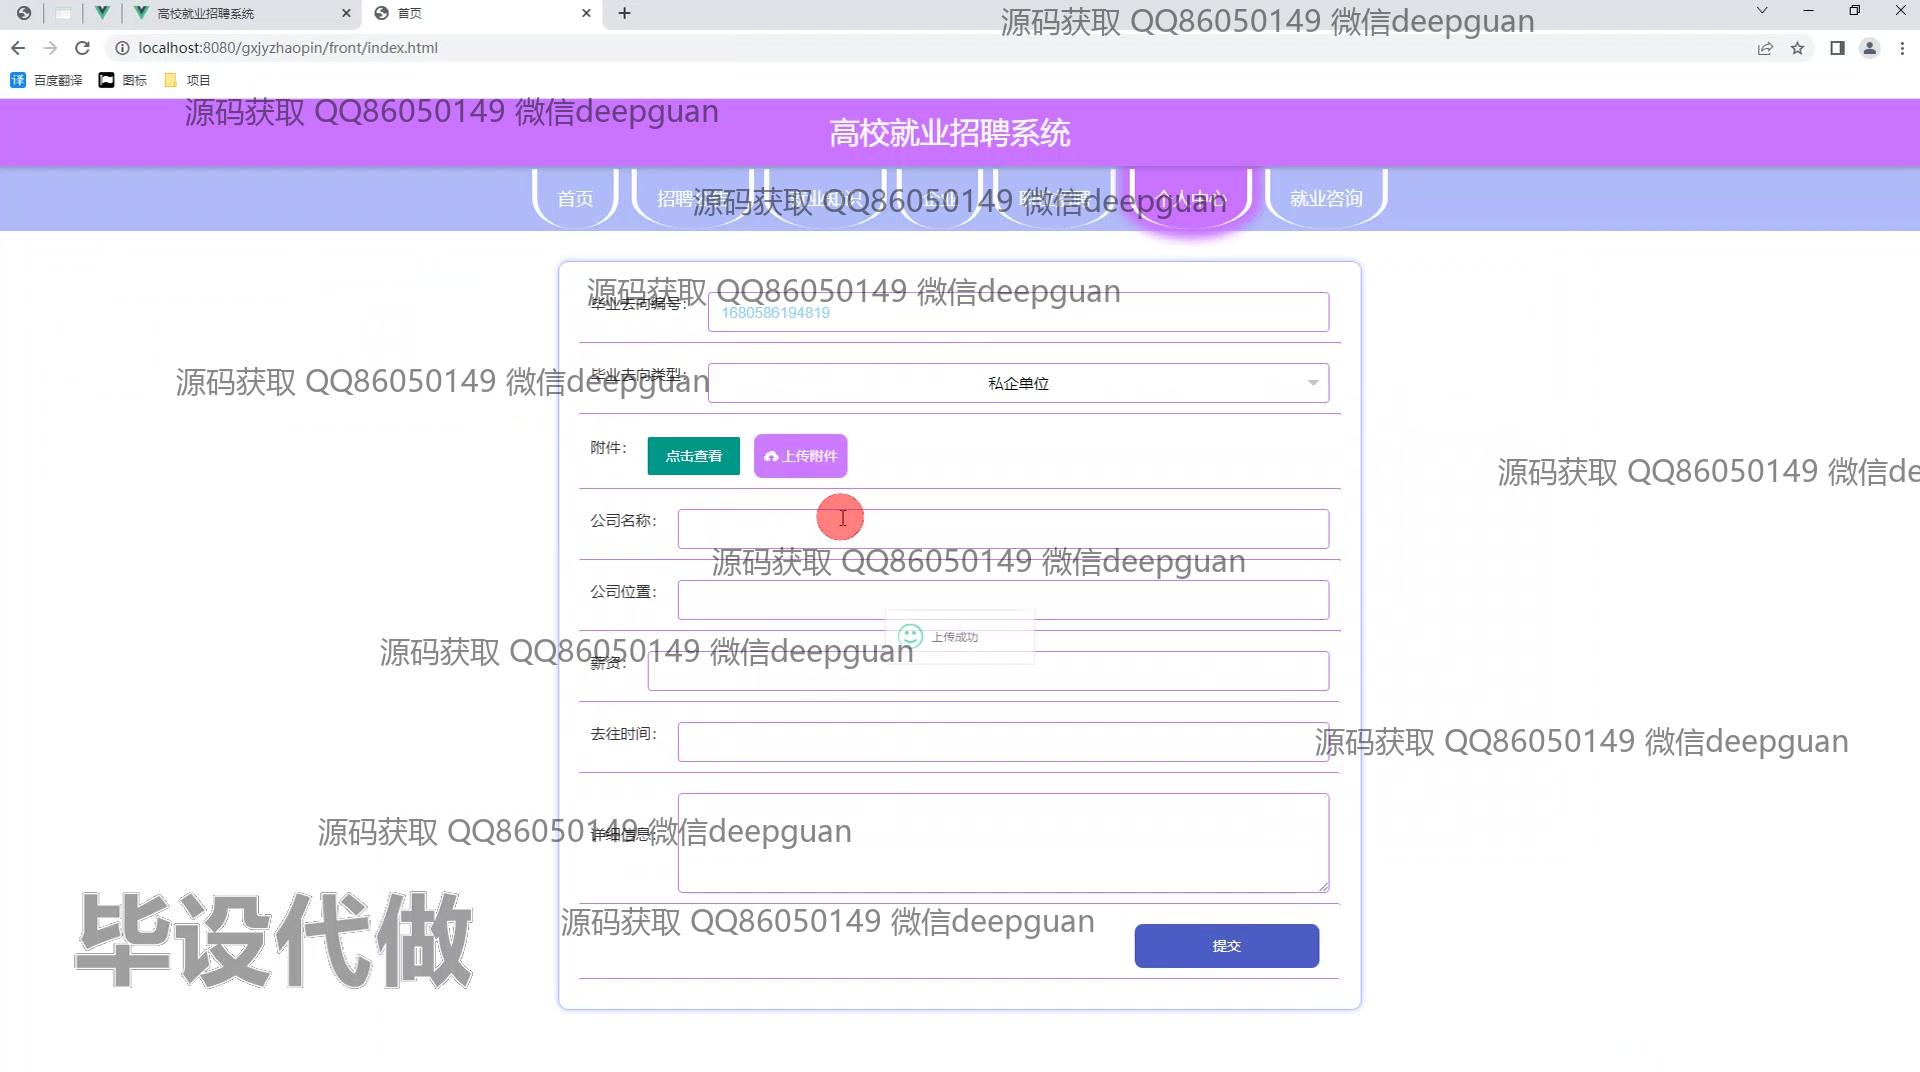 高校就业招聘系统
首页
源码获取 QQ86050149 微信deepguan
localhost:8080/gxjyzhaopin/front/index.html
百度翻译
图标
项目
源码获取 QQ86050149 微信deepguan
高校就业招聘系统
首页
招聘
个人中心
就业咨询
源码获取 QQ86050149 微信deepguan
源码获取 QQ86050149 微信deepguan
毕业去向编号：
1680586194819
毕业去向类型：
私企单位
源码获取 QQ86050149 微信deepguan
附件：
点击查看
上传附件
源码获取 QQ86050149 微信de
公司名称：
源码获取 QQ86050149 微信deepguan
公司位置：
上传成功
源码获取 QQ86050149 微信deepguan
薪资：
去往时间：
源码获取 QQ86050149 微信deepguan
详细信息：
源码获取 QQ86050149 微信deepguan
源码获取 QQ86050149 微信deepguan
提交
毕设代做